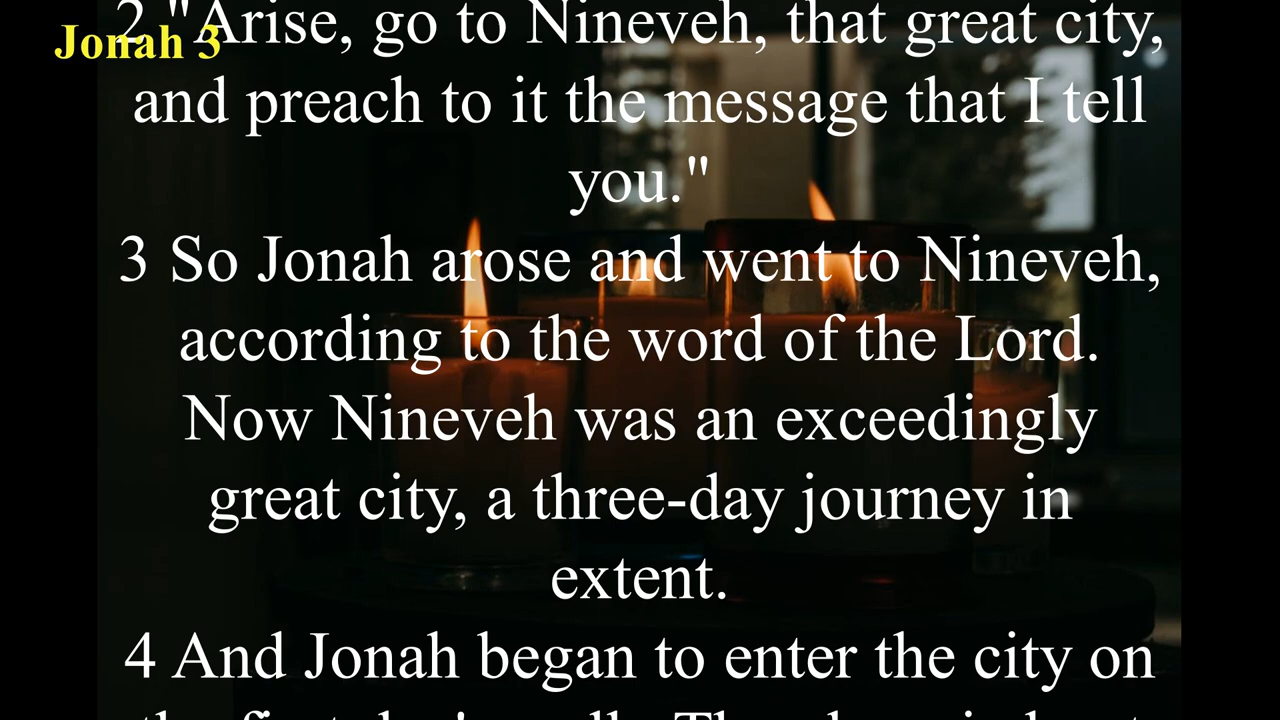 Jonah 3
2 "Arise, go to Nineveh, that great city,
and preach to it the message that I tell
you."
3 So Jonah arose and went to Nineveh,
according to the word of the Lord.
Now Nineveh was an exceedingly
great city, a three-day journey in
extent.
4 And Jonah began to enter the city on